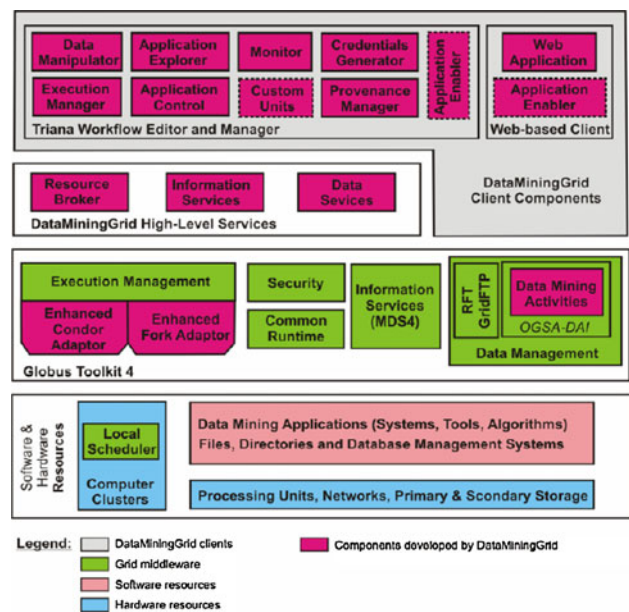 Data Manipulator
Application Explorer
Monitor
Credentials Generator
Application Enabler
Execution Manager
Application Control
Custom Units
Provenance Manager
Triana Workflow Editor and Manager
Web Application
Application Enabler
Web-based Client
DataMiningGrid
Client Components
Resource Broker
Information Services
Data Sevices
DataMiningGrid High-Level Services
Execution Management
Enhanced Condor Adaptor
Enhanced Fork Adaptor
Security
Common Runtime
Information Services (MDS4)
RFT
GridFTP
Data Mining Activities
OGSA-DAI
Data Management
Globus Toolkit 4
Software & Hardware Resources
Local Scheduler
Computer Clusters
Data Mining Applications (Systems, Tools, Algorithms)
Files, Directories and Database Management Systems
Processing Units, Networks, Primary & Scondary Storage
Legend:
DataMiningGrid clients
Components developed by DataMiningGrid
Grid middleware
Software resources
Hardware resources